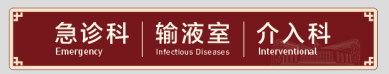 急诊科 输液室 介入科
Emergency Infectious Diseases Interventional